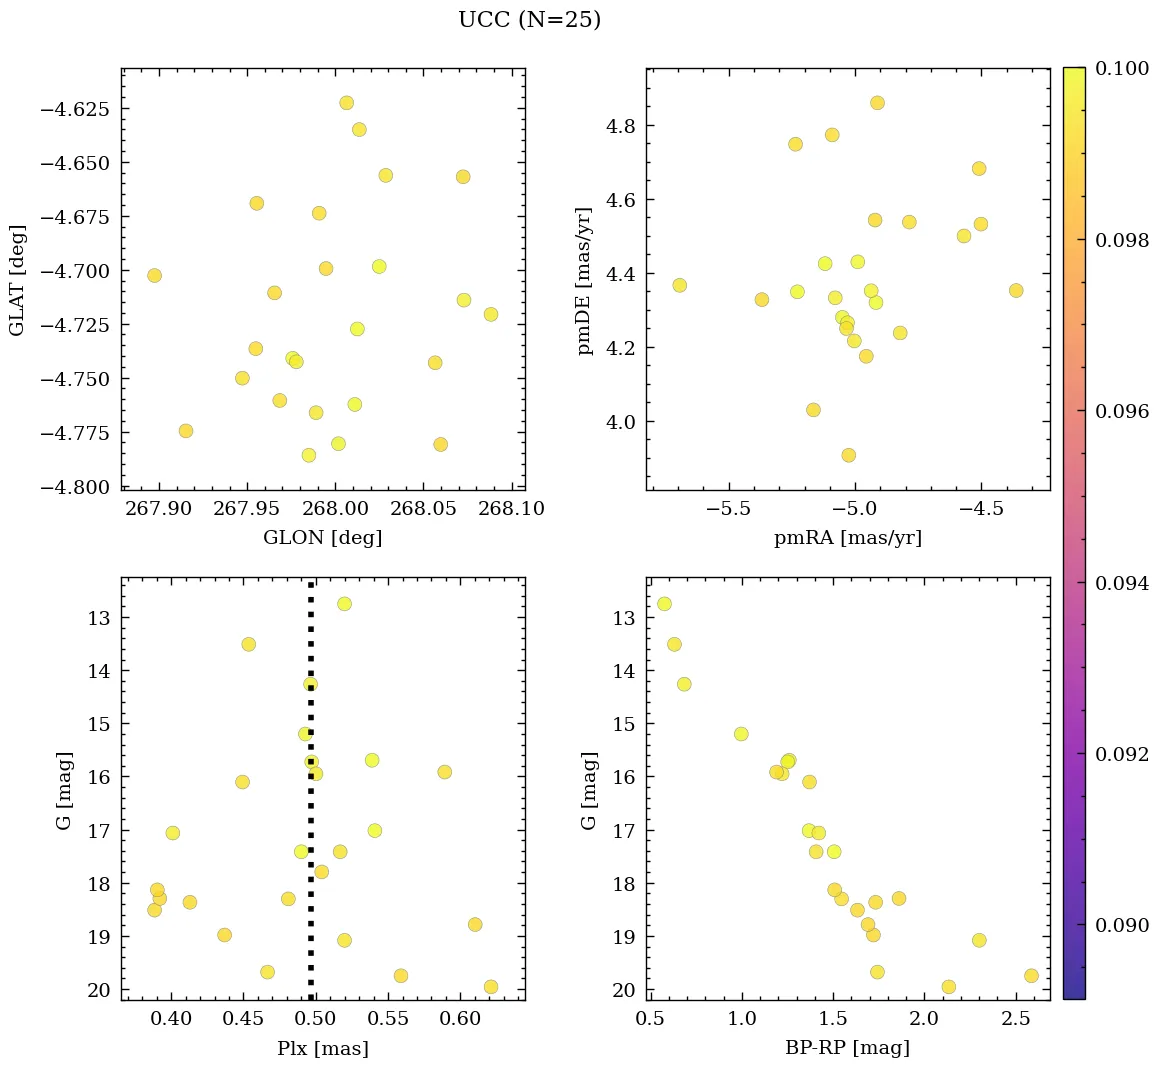 UCC (N=25)
−4.625
−4.650
−4.675
−4.700
−4.725
−4.750
−4.775
−4.800
GLAT [deg]
267.90 267.95 268.00 268.05 268.10
GLON [deg]
4.8
4.6
4.4
4.2
4.0
pmDE [mas/yr]
−5.5 −5.0 −4.5
pmRA [mas/yr]
13
14
15
16
17
18
19
20
G [mag]
0.40 0.45 0.50 0.55 0.60
Plx [mas]
13
14
15
16
17
18
19
20
G [mag]
0.5 1.0 1.5 2.0 2.5
BP-RP [mag]
0.100
0.098
0.096
0.094
0.092
0.090